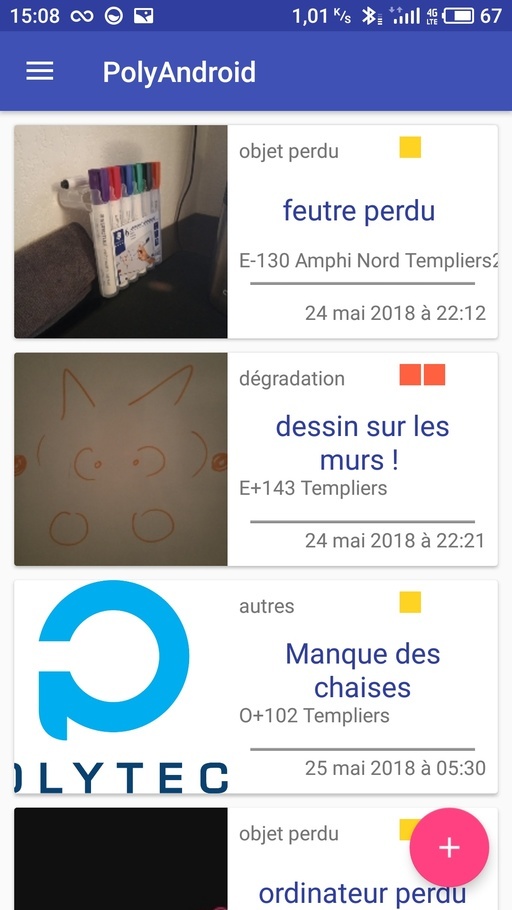 15:08
1,01 K/s
4G LTE
67
PolyAndroid
objet perdu
feutre perdu
E-130 Amphi Nord Templiers2
24 mai 2018 à 22:12
dégradation
dessin sur les
murs !
E+143 Templiers
24 mai 2018 à 22:21
autres
Manque des
chaises
O+102 Templiers
25 mai 2018 à 05:30
OLYTEC
objet perdu
ordinateur perdu